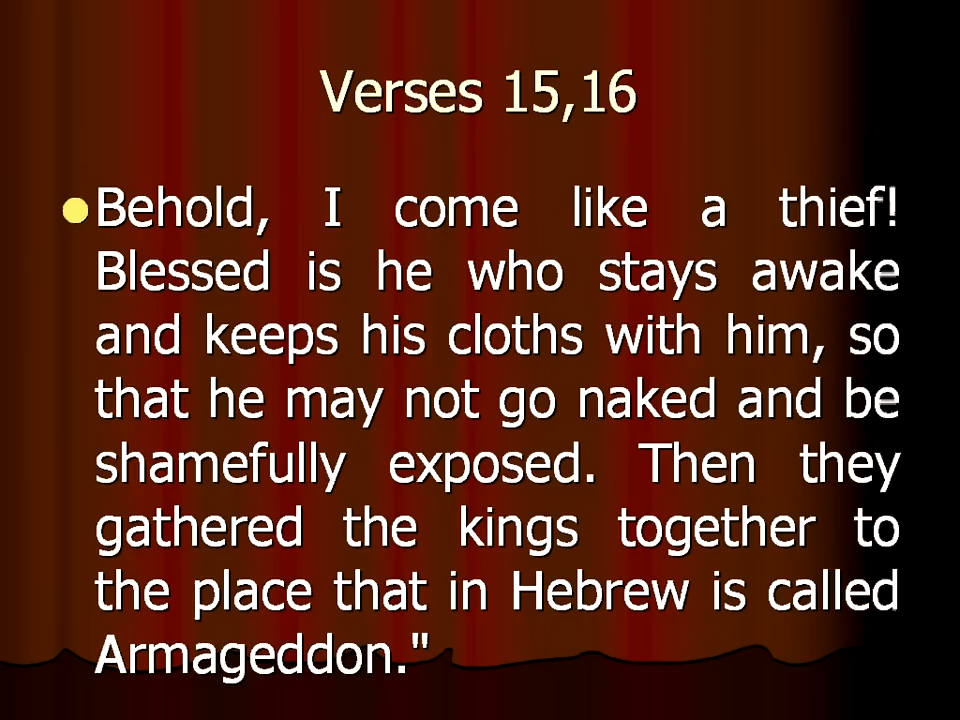 Verses 15,16
Behold, I come like a thief!
Blessed is he who stays awake
and keeps his cloths with him, so
that he may not go naked and be
shamefully exposed. Then they
gathered the kings together to
the place that in Hebrew is called
Armageddon."